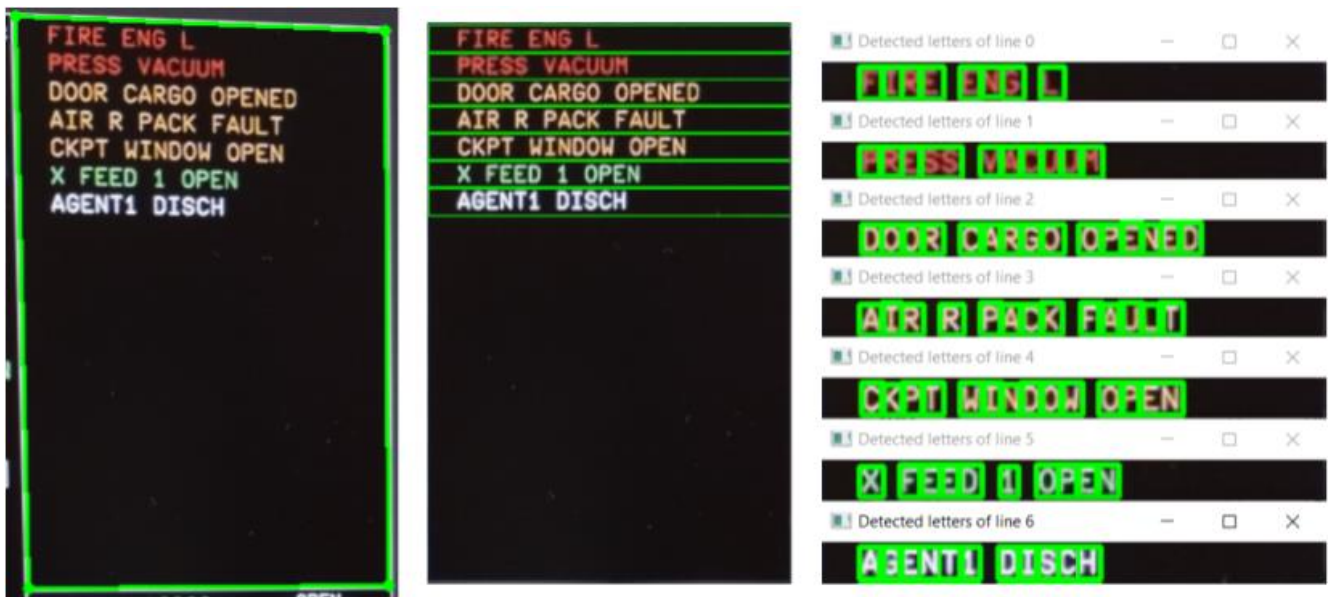 FIRE ENG L
PRESS VACUUM
DOOR CARGO OPENED
AIR R PACK FAULT
CKPT WINDOW OPEN
X FEED 1 OPEN
AGENT1 DISCH
OPEN
FIRE ENG L
PRESS VACUUM
DOOR CARGO OPENED
AIR R PACK FAULT
CKPT WINDOW OPEN
X FEED 1 OPEN
AGENT1 DISCH
Detected letters of line 0
FIRE ENG L
Detected letters of line 1
PRESS VACUUM
Detected letters of line 2
DOOR CARGO OPENED
Detected letters of line 3
AIR R PACK FAULT
Detected letters of line 4
CKPT WINDOW OPEN
Detected letters of line 5
X FEED 1 OPEN
Detected letters of line 6
AGENT1 DISCH